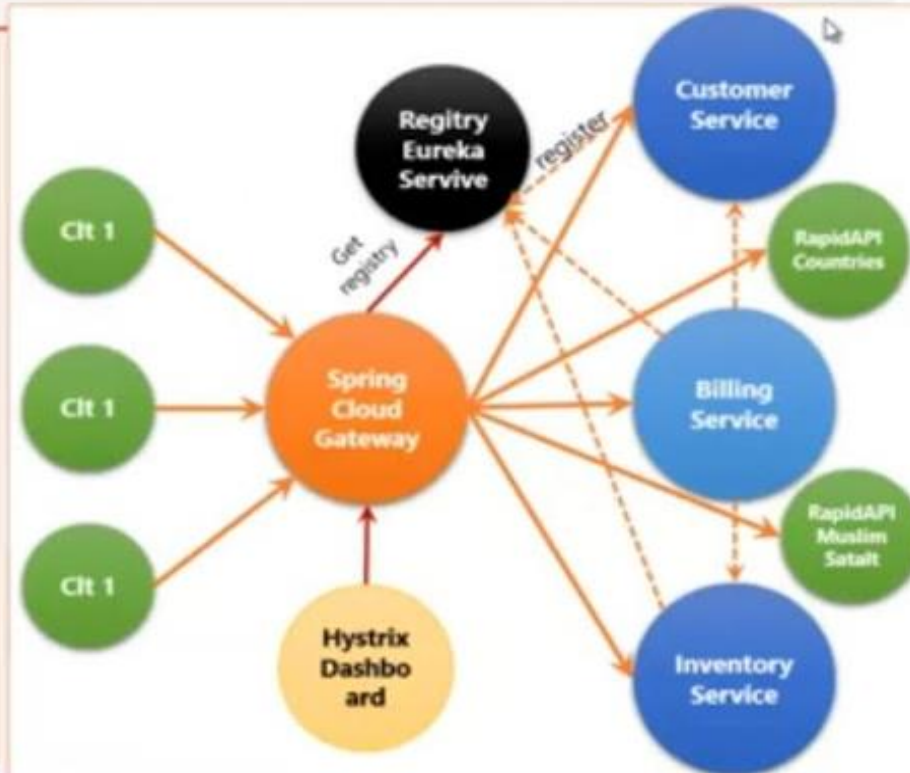 Customer
Service
Regitry
Eureka
Servive
register
Clt 1
RapidAPI
Countries
Get
registry
Spring
Cloud
Gateway
Clt 1
Billing
Service
RapidAPI
Muslim
Satalt
Clt 1
Hystrix
Dashbo
ard
Inventory
Service